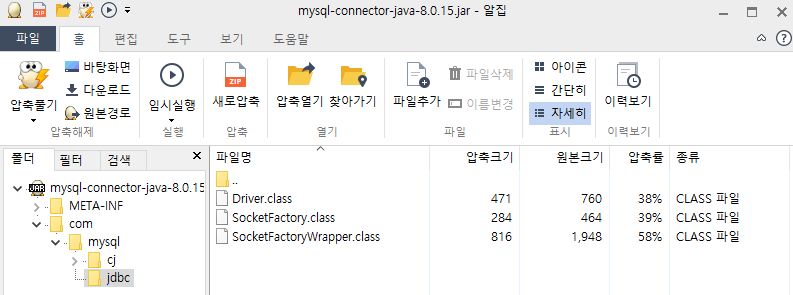 mysql-connector-java-8.0.15.jar - 알집
파일 홈 편집 도구 보기 도움말
압축풀기
바탕화면
다운로드
원본경로
압축해제
임시실행
실행
ZIP
새로압축
압축
압축열기 찾아가기
열기
파일추가
파일삭제
이름변경
파일
아이콘
간단히
자세히
표시
이력보기
이력보기
폴더 필터 검색
mysql-connector-java-8.0.15
META-INF
com
mysql
cj
jdbc
파일명 압축크기 원본크기 압축률 종류
..
Driver.class 471 760 38% CLASS 파일
SocketFactory.class 284 464 39% CLASS 파일
SocketFactoryWrapper.class 816 1,948 58% CLASS 파일